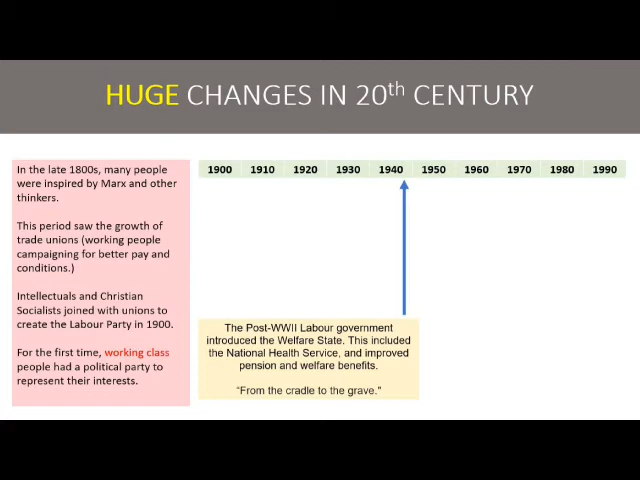 HUGE CHANGES IN 20th CENTURY
In the late 1800s, many people
were inspired by Marx and other
thinkers.
This period saw the growth of
trade unions (working people
campaigning for better pay and
conditions.)
Intellectuals and Christian
Socialists joined with unions to
create the Labour Party in 1900.
For the first time, working class
people had a political party to
represent their interests.
1900 1910 1920 1930 1940 1950 1960 1970 1980 1990
The Post-WWII Labour government
introduced the Welfare State. This included
the National Health Service, and improved
pension and welfare benefits.
“From the cradle to the grave.”